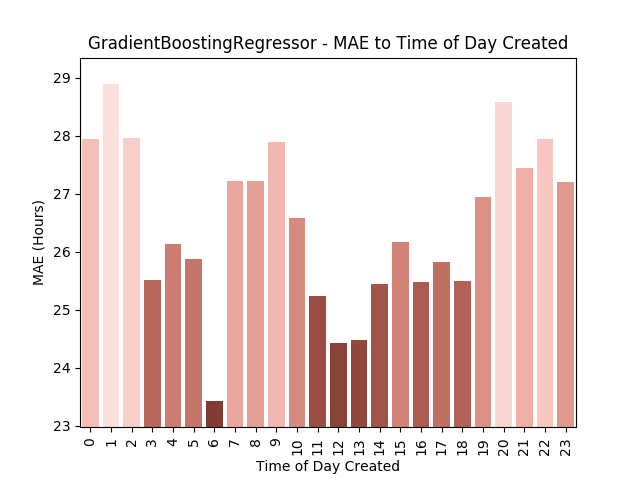 GradientBoostingRegressor - MAE to Time of Day Created
MAE (Hours)
29
28
27
26
25
24
23
0 1 2 3 4 5 6 7 8 9 10 11 12 13 14 15 16 17 18 19 20 21 22 23
Time of Day Created